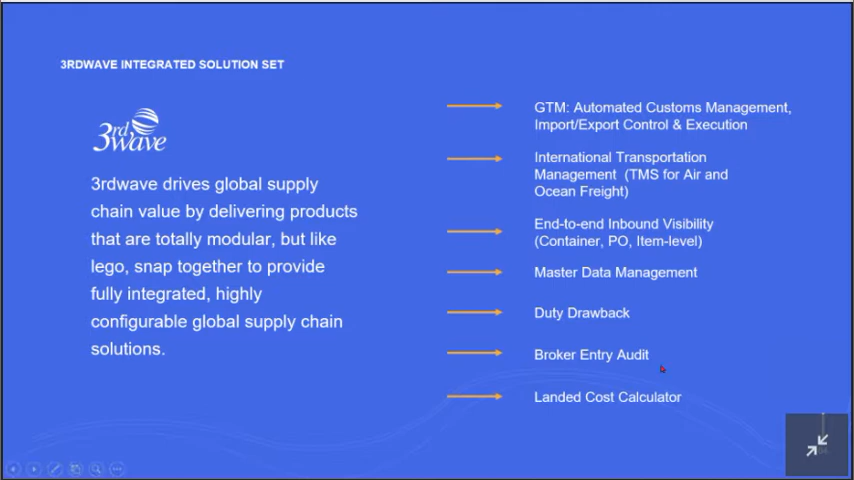 3RDWAVE INTEGRATED SOLUTION SET
3rd
wave
3rdwave drives global supply
chain value by delivering products
that are totally modular, but like
lego, snap together to provide
fully integrated, highly
configurable global supply chain
solutions.
GTM: Automated Customs Management,
Import/Export Control & Execution
International Transportation
Management (TMS for Air and
Ocean Freight)
End-to-end Inbound Visibility
(Container, PO, Item-level)
Master Data Management
Duty Drawback
Broker Entry Audit
Landed Cost Calculator